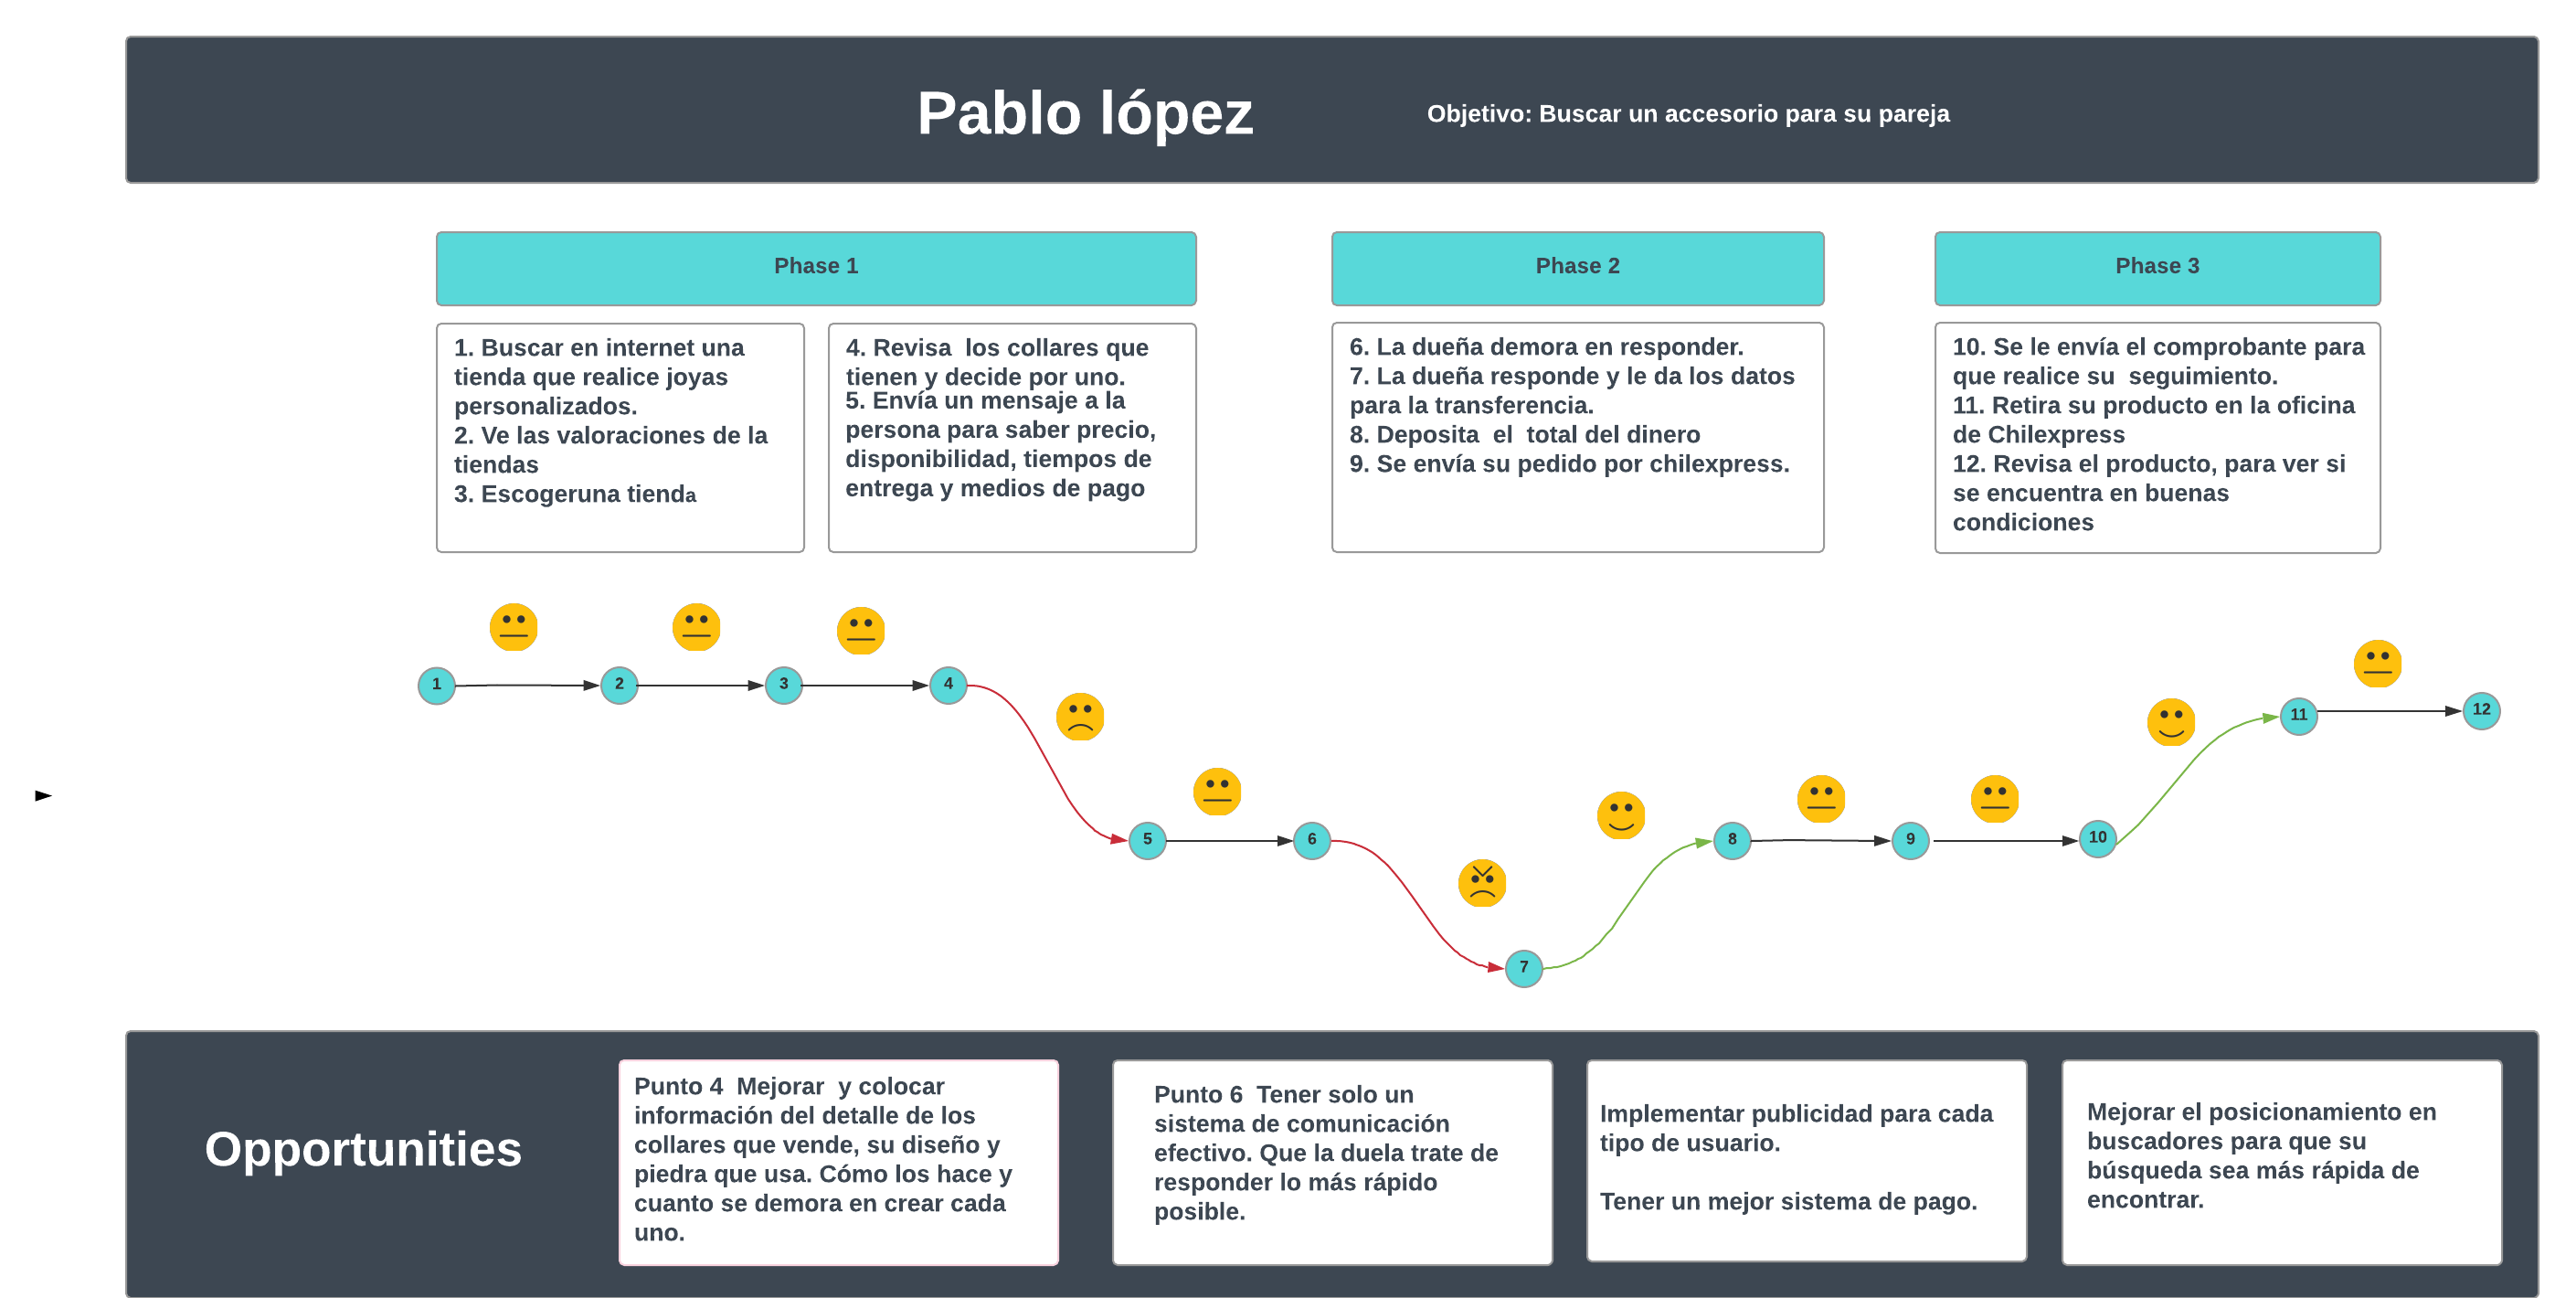 Pablo lópez
Objetivo: Buscar un accesorio para su pareja
Phase 1
1. Buscar en internet una
tienda que realice joyas
personalizados.
2. Ve las valoraciones de la
tiendas
3. Escogeruna tienda
4. Revisa  los collares que
tienen y decide por uno.
5. Envía un mensaje a la
persona para saber precio,
disponibilidad, tiempos de
entrega y medios de pago
Phase 2
6. La dueña demora en responder.
7. La dueña responde y le da los datos
para la transferencia.
8. Deposita  el  total del dinero
9. Se envía su pedido por chilexpress.
Phase 3
10. Se le envía el comprobante para
que realice su  seguimiento.
11. Retira su producto en la oficina
de Chilexpress
12. Revisa el producto, para ver si
se encuentra en buenas
condiciones
1
2
3
4
5
6
7
8
9
10
11
12
Opportunities
Punto 4  Mejorar  y colocar
información del detalle de los
collares que vende, su diseño y
piedra que usa. Cómo los hace y
cuanto se demora en crear cada
uno.
Punto 6  Tener solo un
sistema de comunicación
efectivo. Que la duela trate de
responder lo más rápido
posible.
Implementar publicidad para cada
tipo de usuario.
Tener un mejor sistema de pago.
Mejorar el posicionamiento en
buscadores para que su
búsqueda sea más rápida de
encontrar.